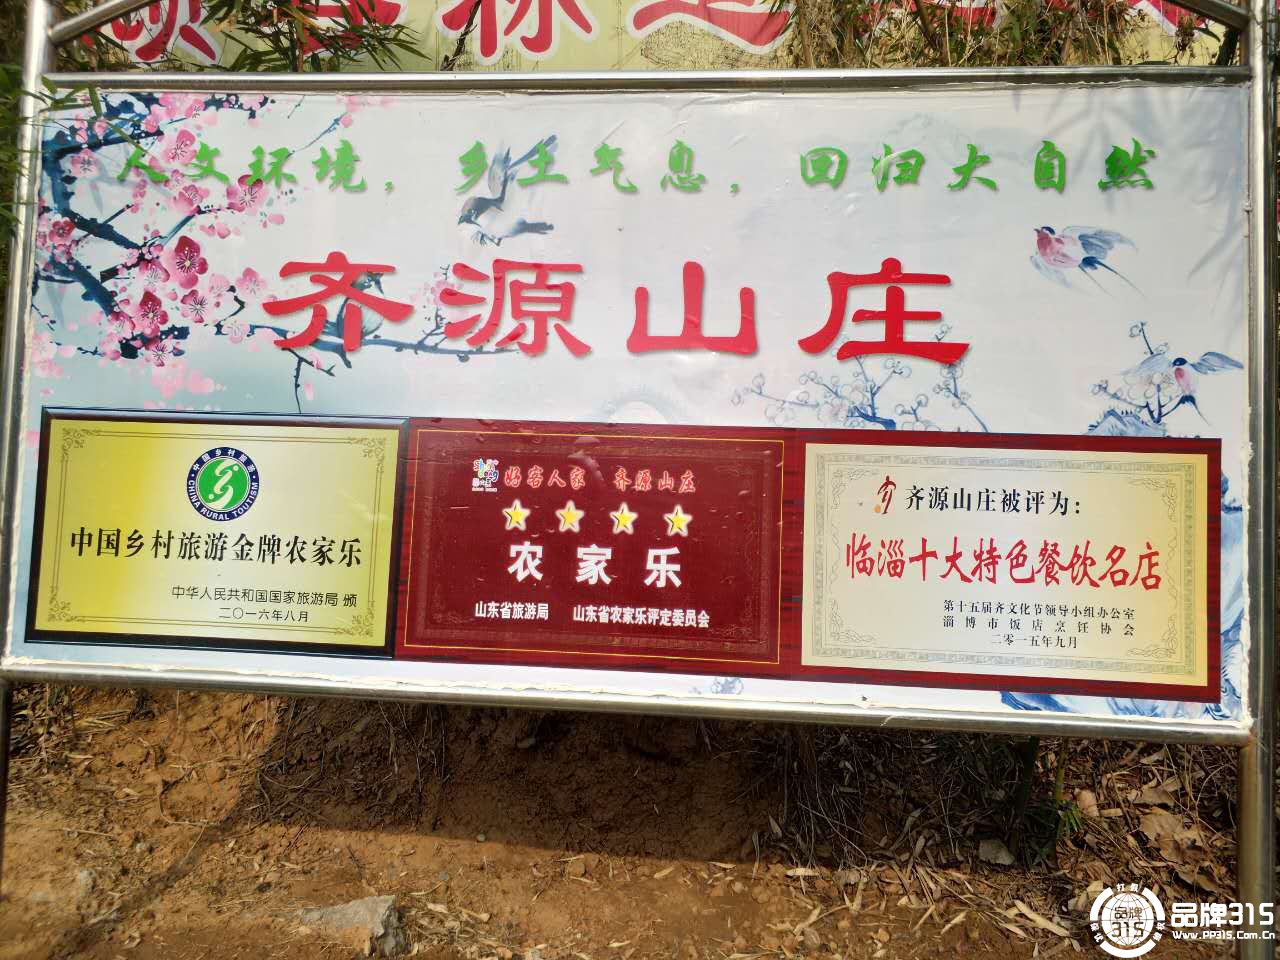 人文环境，乡土气息，回归大自然
齐源山庄
中国乡村旅游
CHINA RURAL TOUTISM
中国乡村旅游金牌农家乐
中华人民共和国国家旅游局 颁
二〇一六年八月
好客人家 齐源山庄
农家乐
山东省旅游局 山东省农家乐评定委员会
齐源山庄被评为：
临淄十大特色餐饮名店
第十五届齐文化节领导小组办公室
淄博市饭店烹饪协会
二零一五年九月
品牌315
www.PP315.Com.Cn